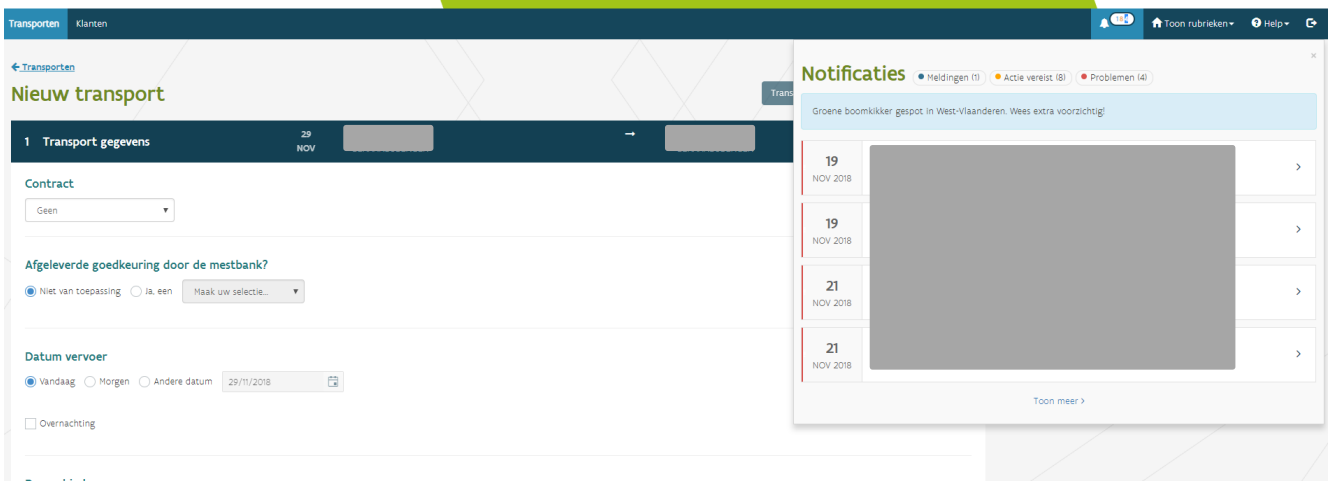 Transporten Klanten
Toon rubrieken Help
Transporten
Nieuw transport
Trans
1 Transport gegevens 29 NOV →
Contract
Geen
Afgeleverde goedkeuring door de mestbank?
Niet van toepassing Ja, een Maak uw selectie...
Datum vervoer
Vandaag Morgen Andere datum 29/11/2018
Overnachting
Notificaties Meldingen (1) Actie vereist (8) Problemen (4)
Groene boomkikker gespot in West-Vlaanderen. Wees extra voorzichtig!
19
NOV 2018
19
NOV 2018
21
NOV 2018
21
NOV 2018
Toon meer >